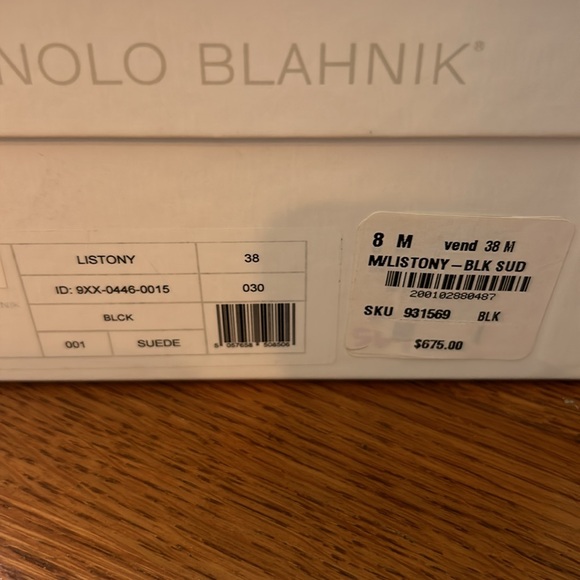 NOLO BLAHNIK®
LISTONY 38
ID: 9XX-0446-0015 030
BLCK
001 SUEDE
8 M vend 38 M
M/LISTONY-BLK SUD
200102880487
SKU 931569 BLK
$675.00